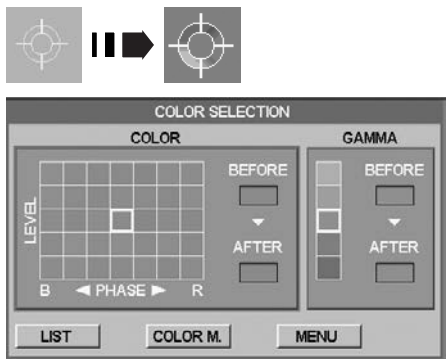 COLOR SELECTION
COLOR
GAMMA
LEVEL
BEFORE
AFTER
B ◄ PHASE ► R
BEFORE
AFTER
LIST
COLOR M.
MENU